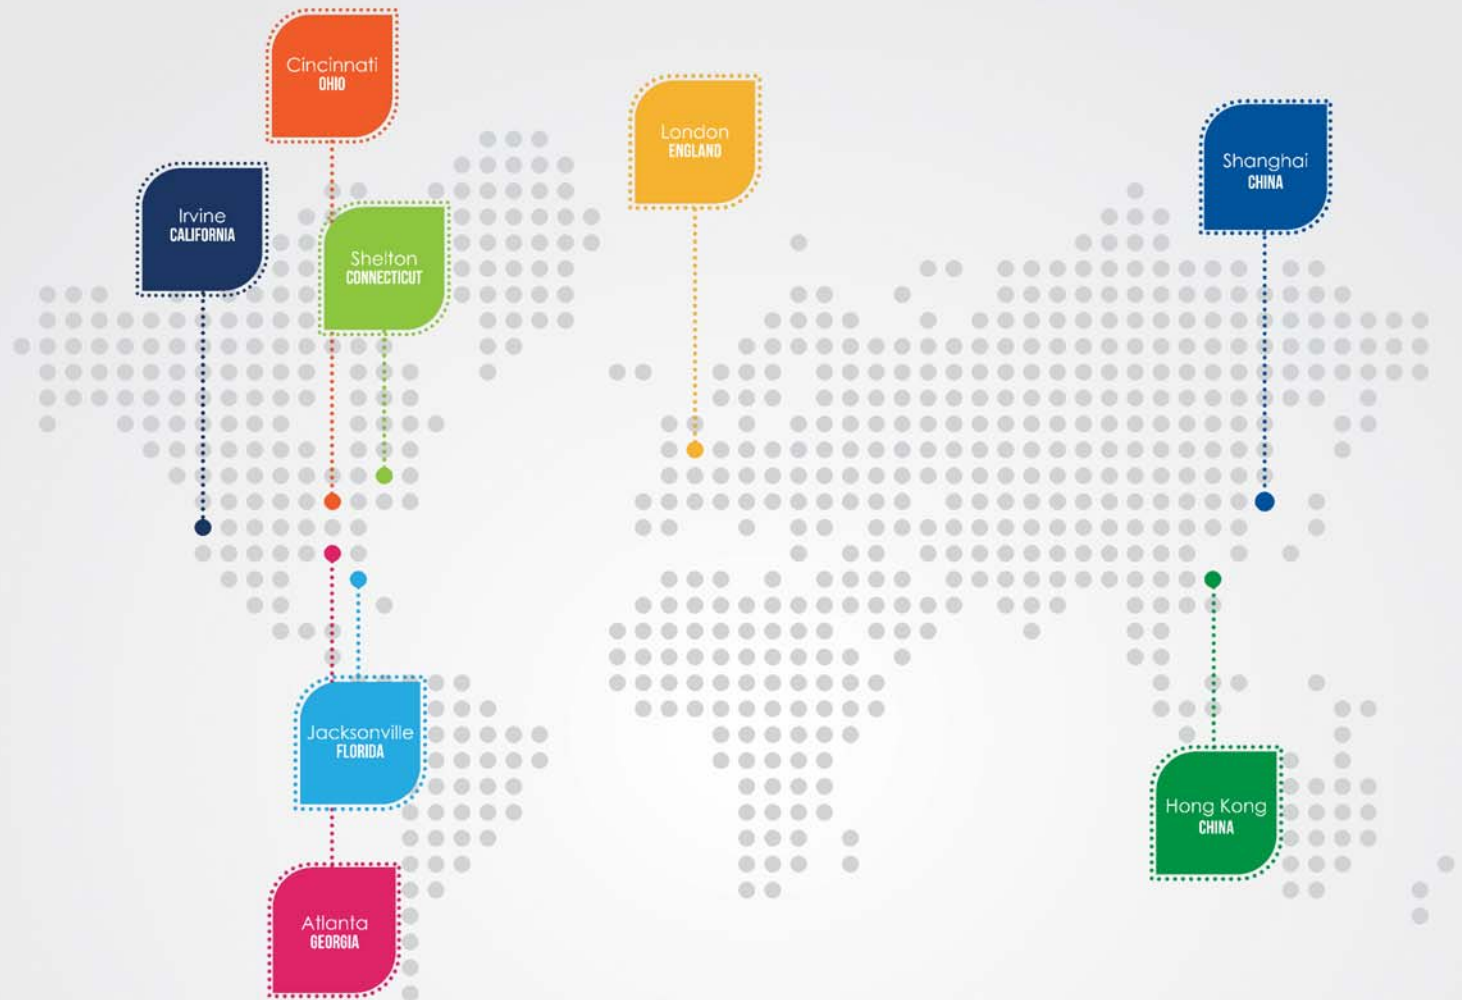 Cincinnati
OHIO
London
ENGLAND
Shanghai
CHINA
Irvine
CALIFORNIA
Shelton
CONNECTICUT
Jacksonville
FLORIDA
Hong Kong
CHINA
Atlanta
GEORGIA